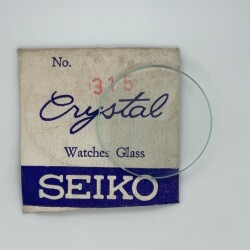 No.
315
Crystal
Watches Glass
SEIKO